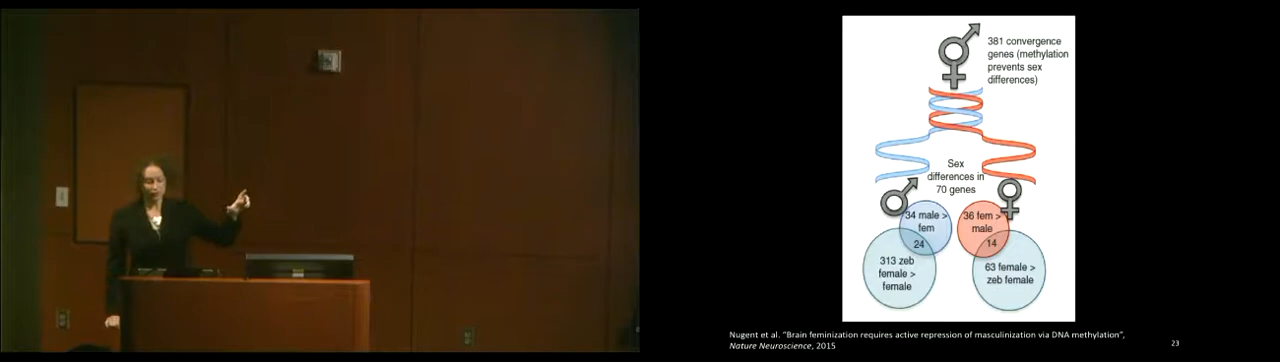 381 convergence
genes (methylation
prevents sex
differences)
Sex
differences in
70 genes
34 male >
fem
24
313 zeb
female >
female
36 fem >
male
14
63 female >
zeb female
Nugent et al. "Brain feminization requires active repression of masculinization via DNA methylation",
Nature Neuroscience, 2015
23